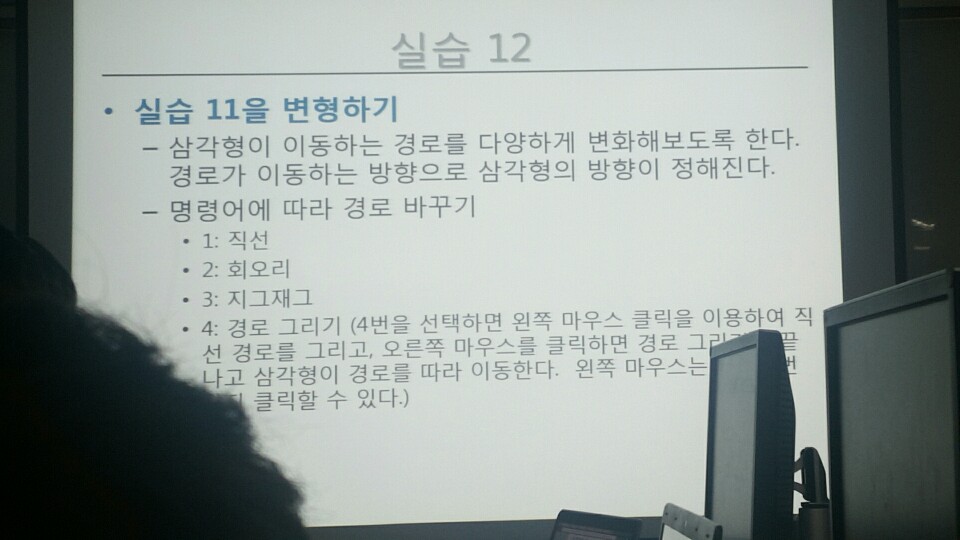 실습 12
• 실습 11을 변형하기
– 삼각형이 이동하는 경로를 다양하게 변화해보도록 한다.
경로가 이동하는 방향으로 삼각형의 방향이 정해진다.
– 명령어에 따라 경로 바꾸기
• 1: 직선
• 2: 회오리
• 3: 지그재그
• 4: 경로 그리기 (4번을 선택하면 왼쪽 마우스 클릭을 이용하여 직
선 경로를 그리고, 오른쪽 마우스를 클릭하면 경로 끝
나고 삼각형이 경로를 따라 이동한다. 왼쪽 마우스는 번
클릭할 수 있다.)